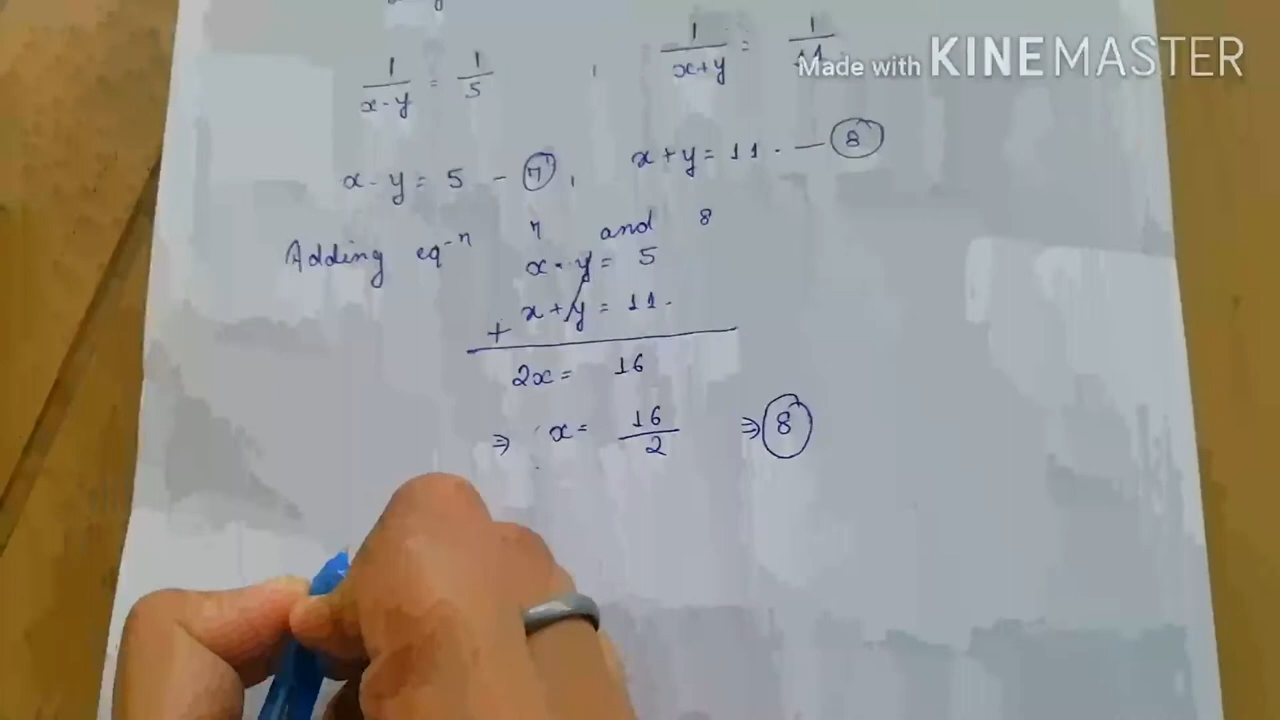 1/(x-y) = 1/5 , 1/(x+y) = 1/11
Made with KINEMASTER
x - y = 5 - 7 , x + y = 11 . — 8
Adding eq-n 7 and 8
x - y = 5
+ x + y = 11 .
2x = 16
⇒ x = 16/2 ⇒ 8